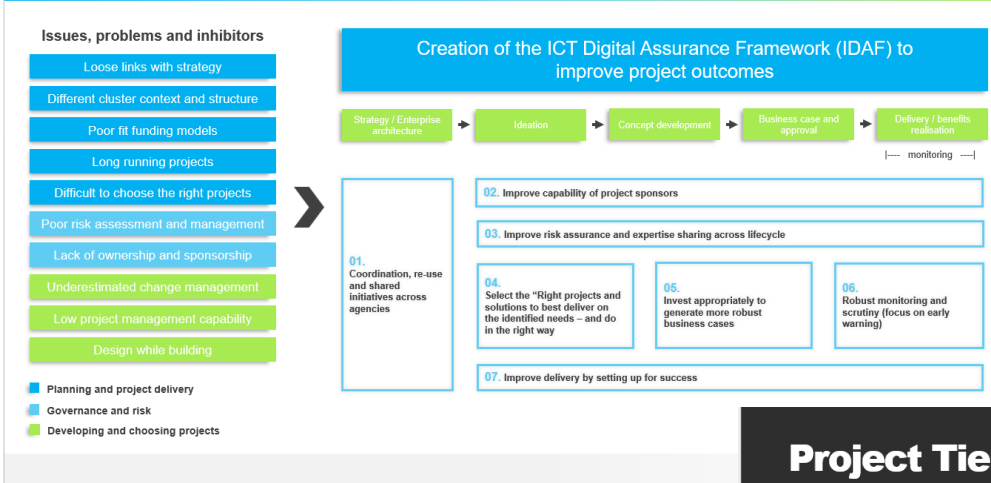 Issues, problems and inhibitors
Loose links with strategy
Different cluster context and structure
Poor fit funding models
Long running projects
Difficult to choose the right projects
Poor risk assessment and management
Lack of ownership and sponsorship
Underestimated change management
Low project management capability
Design while building
Planning and project delivery
Governance and risk
Developing and choosing projects
Creation of the ICT Digital Assurance Framework (IDAF) to
improve project outcomes
Strategy / Enterprise
architecture
Ideation
Concept development
Business case and
approval
Delivery / benefits
realisation
|---- monitoring ----|
01.
Coordination, re-use
and shared
initiatives across
agencies
02. Improve capability of project sponsors
03. Improve risk assurance and expertise sharing across lifecycle
04.
Select the “Right projects and
solutions to best deliver on
the identified needs – and do
in the right way
05.
Invest appropriately to
generate more robust
business cases
06.
Robust monitoring and
scrutiny (focus on early
warning)
07. Improve delivery by setting up for success
Project Tie